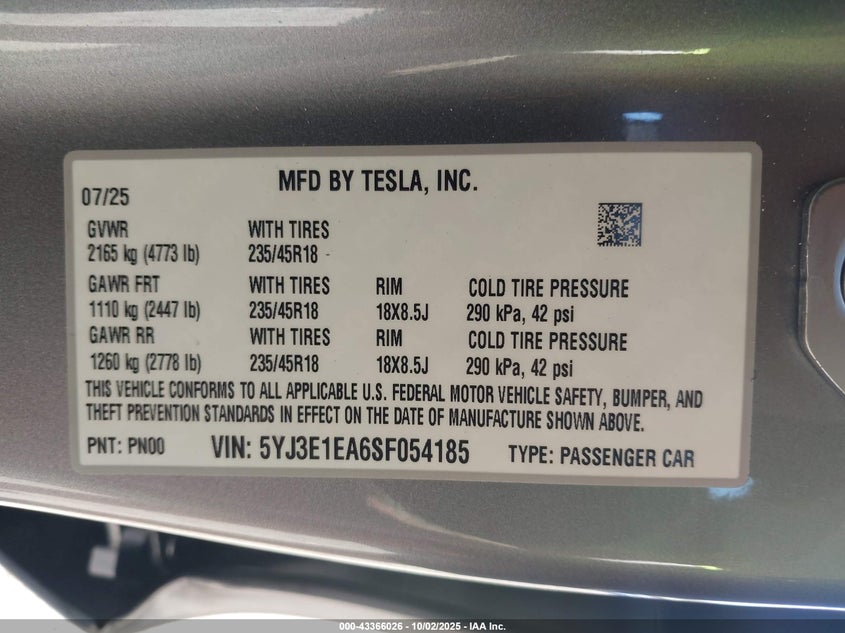 MFD BY TESLA, INC.
07/25
GVWR WITH TIRES
2165 kg (4773 lb) 235/45R18 -
GAWR FRT WITH TIRES RIM COLD TIRE PRESSURE
1110 kg (2447 lb) 235/45R18 18X8.5J 290 kPa, 42 psi
GAWR RR WITH TIRES RIM COLD TIRE PRESSURE
1260 kg (2778 lb) 235/45R18 18X8.5J 290 kPa, 42 psi
THIS VEHICLE CONFORMS TO ALL APPLICABLE U.S. FEDERAL MOTOR VEHICLE SAFETY, BUMPER, AND
THEFT PREVENTION STANDARDS IN EFFECT ON THE DATE OF MANUFACTURE SHOWN ABOVE.
PNT: PN00 VIN: 5YJ3E1EA6SF054185 TYPE: PASSENGER CAR
000-43366026 - 10/02/2025 - IAA Inc.